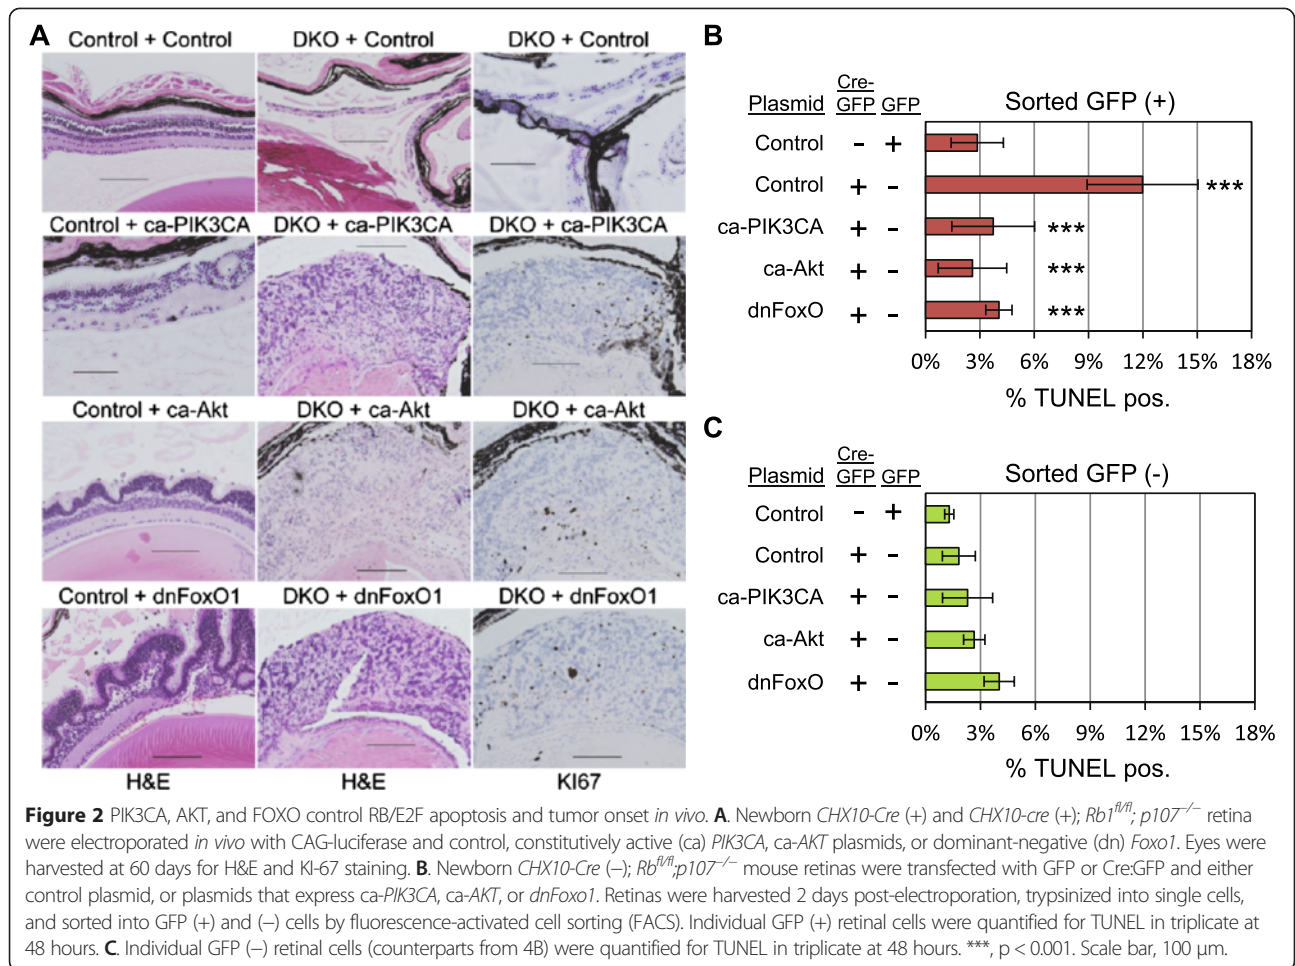 A
Control + Control
DKO + Control
DKO + Control
Control + ca-PIK3CA
DKO + ca-PIK3CA
DKO + ca-PIK3CA
Control + ca-Akt
DKO + ca-Akt
DKO + ca-Akt
Control + dnFoxO1
DKO + dnFoxO1
DKO + dnFoxO1
H&E
H&E
KI67
B
Plasmid Cre-GFP GFP
Sorted GFP (+)
Control - +
Control + - ***
ca-PIK3CA + - ***
ca-Akt + - ***
dnFoxO + - ***
0% 3% 6% 9% 12% 15% 18%
% TUNEL pos.
C
Plasmid Cre-GFP GFP
Sorted GFP (-)
Control - +
Control + -
ca-PIK3CA + -
ca-Akt + -
dnFoxO + -
0% 3% 6% 9% 12% 15% 18%
% TUNEL pos.
Figure 2 PIK3CA, AKT, and FOXO control RB/E2F apoptosis and tumor onset in vivo. A. Newborn CHX10-Cre (+) and CHX10-cre (+); Rb1fl/fl; p107−/− retina
were electroporated in vivo with CAG-luciferase and control, constitutively active (ca) PIK3CA, ca-AKT plasmids, or dominant-negative (dn) Foxo1. Eyes were
harvested at 60 days for H&E and KI-67 staining. B. Newborn CHX10-Cre (−); Rbfl/fl;p107−/− mouse retinas were transfected with GFP or Cre:GFP and either
control plasmid, or plasmids that express ca-PIK3CA, ca-AKT, or dnFoxo1. Retinas were harvested 2 days post-electroporation, trypsinized into single cells,
and sorted into GFP (+) and (−) cells by fluorescence-activated cell sorting (FACS). Individual GFP (+) retinal cells were quantified for TUNEL in triplicate at
48 hours. C. Individual GFP (−) retinal cells (counterparts from 4B) were quantified for TUNEL in triplicate at 48 hours. ***, p < 0.001. Scale bar, 100 μm.